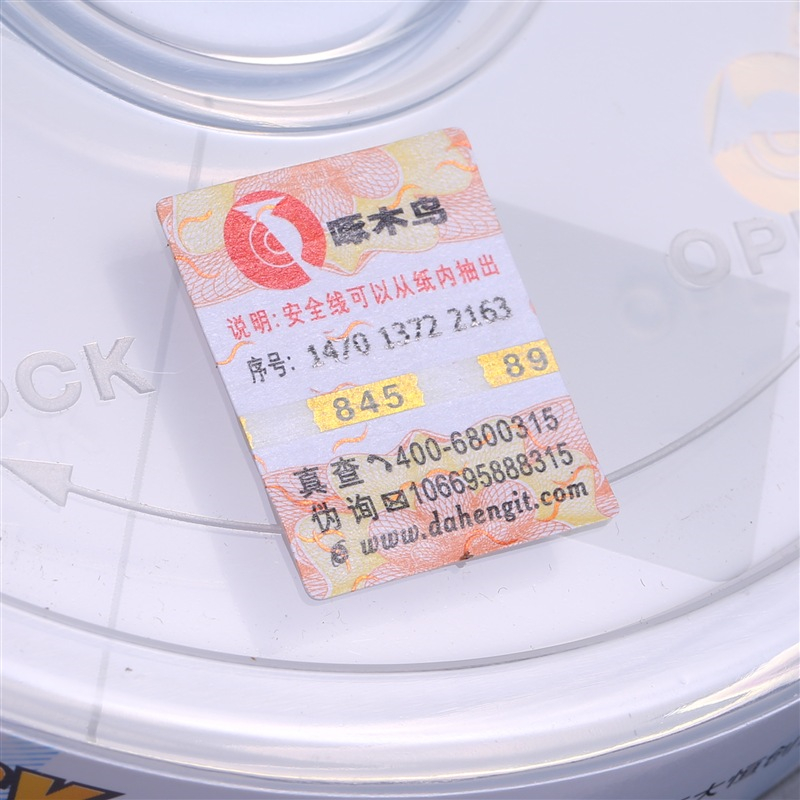 啄木鸟
说明:安全线可以从纸内抽出
序号: 1470 1372 2163
845 89
真查 400-6800315
伪询 106695888315
www.dahengit.com
OCK
OP